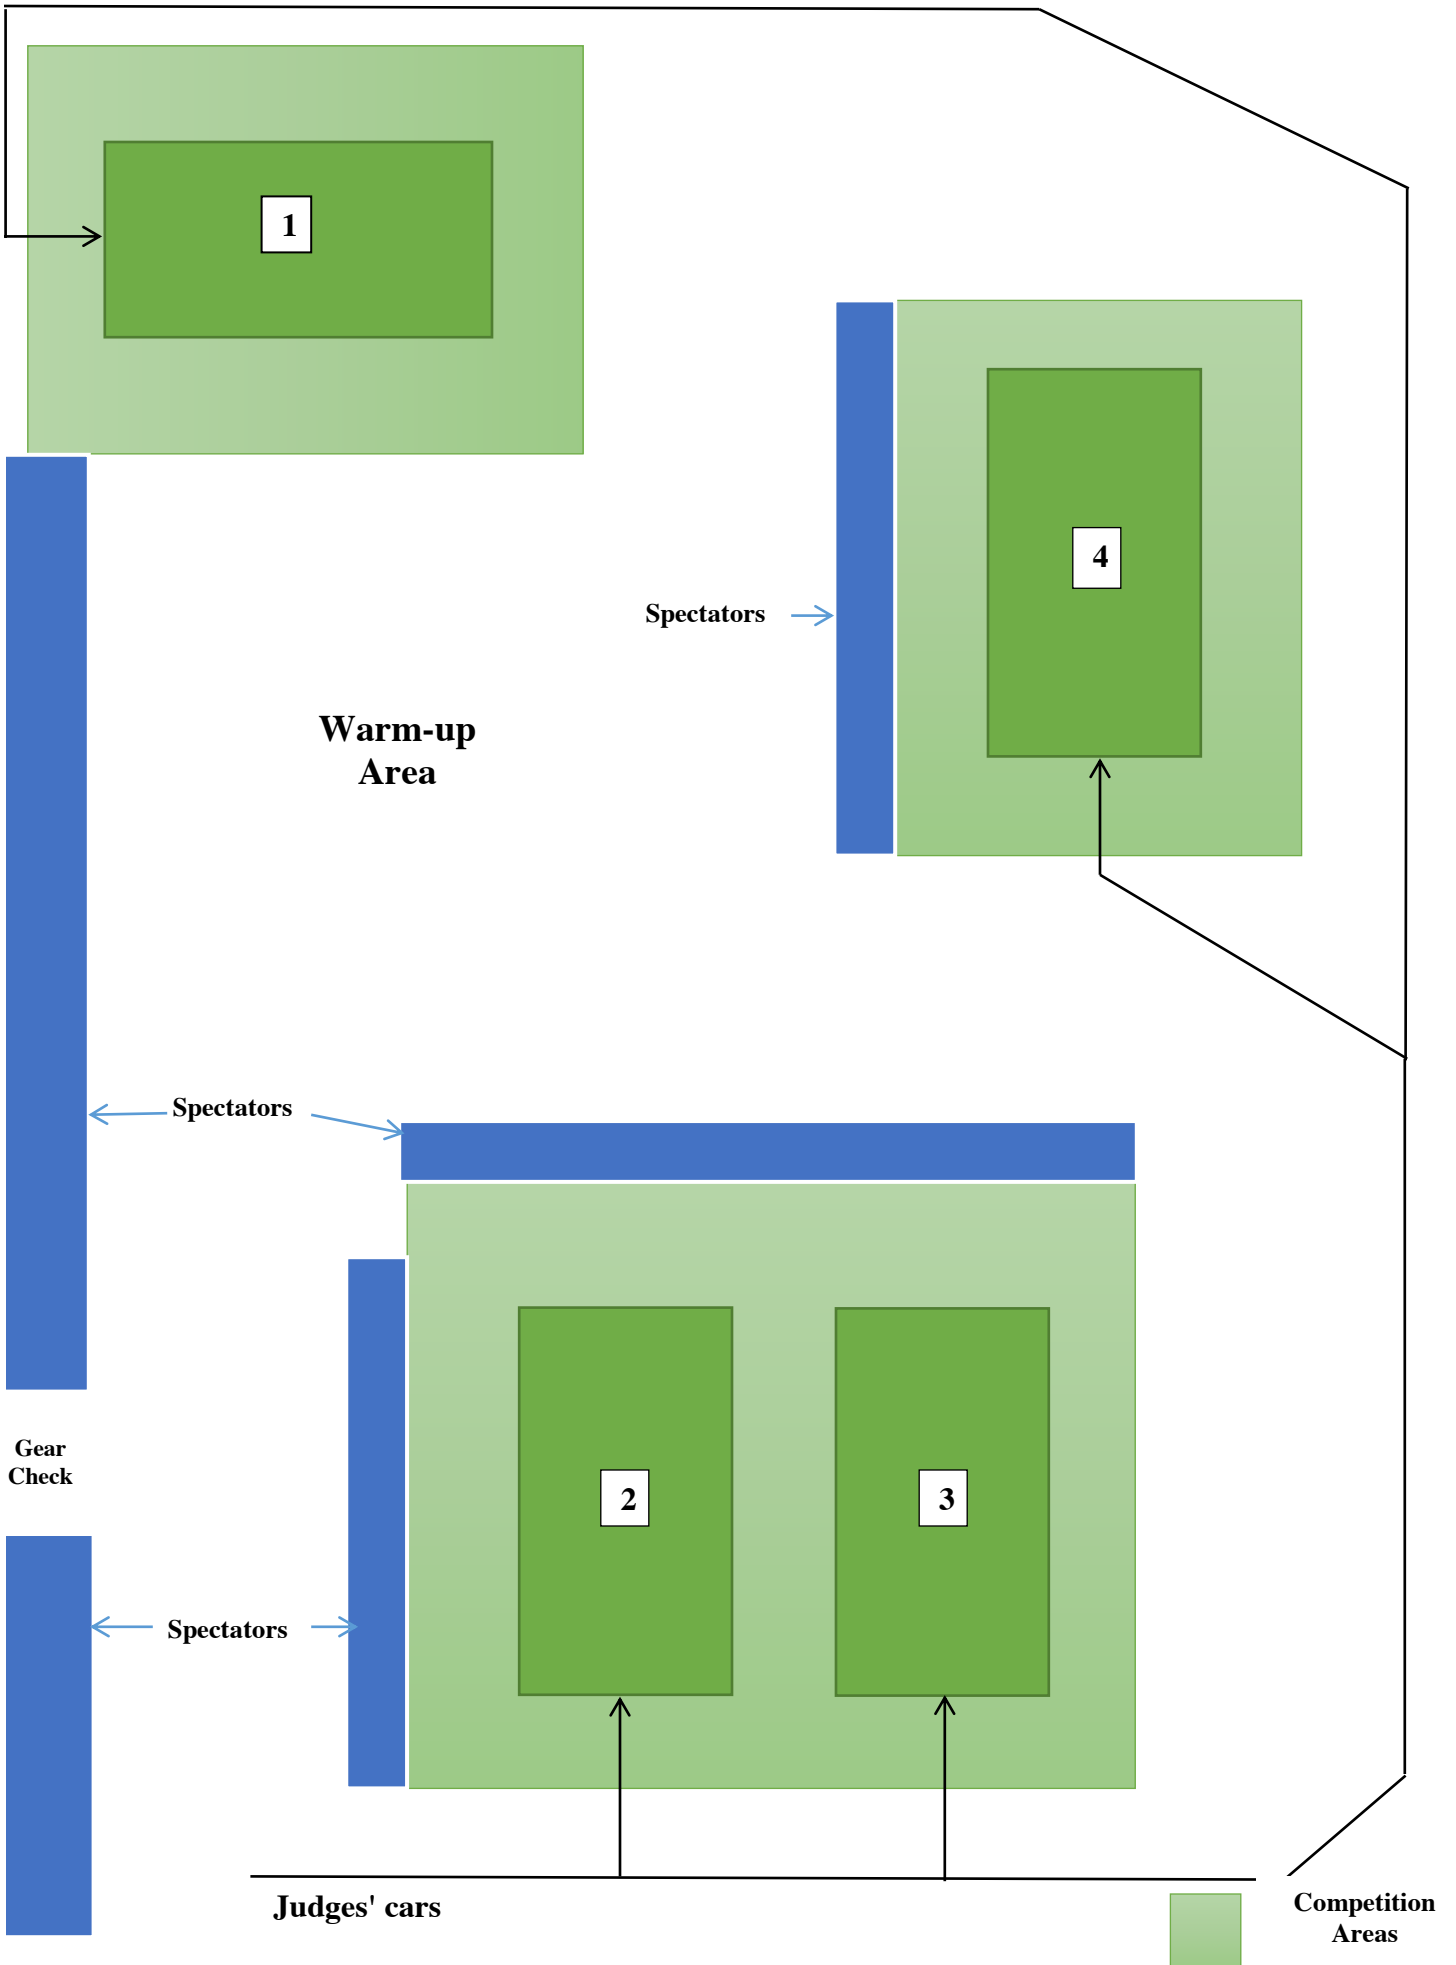 1
4
Spectators
Warm-up
Area
Spectators
Gear
Check
2
3
Spectators
Judges' cars
Competition
Areas